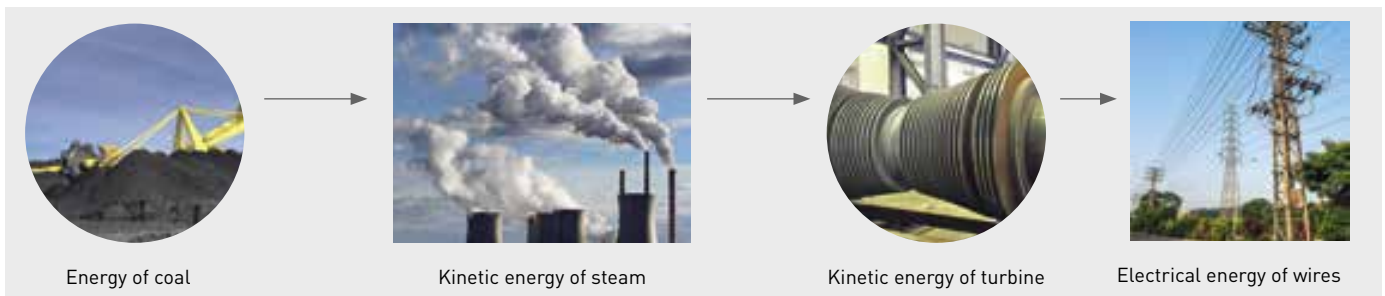 Energy of coal
Kinetic energy of steam
Kinetic energy of turbine
Electrical energy of wires